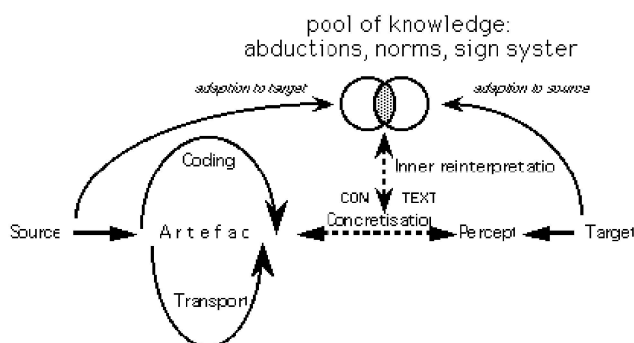 pool of knowledge:
abductions, norms, sign syster
adaption to target
adaption to source
Coding
Inner reinterpretatio
CON TEXT
Concretisation
Source
Artefac
Percept
Target
Transport